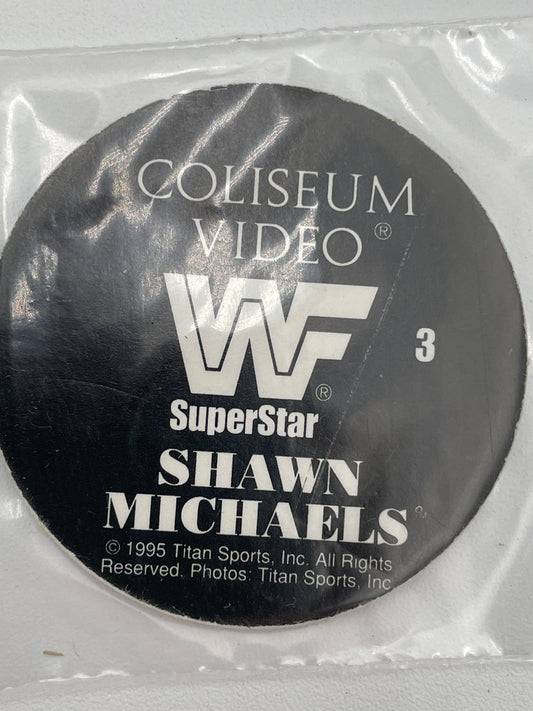 COLISEUM
VIDEO®
WF
®
3
SuperStar
SHAWN
MICHAELS
© 1995 Titan Sports, Inc. All Rights
Reserved. Photos: Titan Sports, Inc